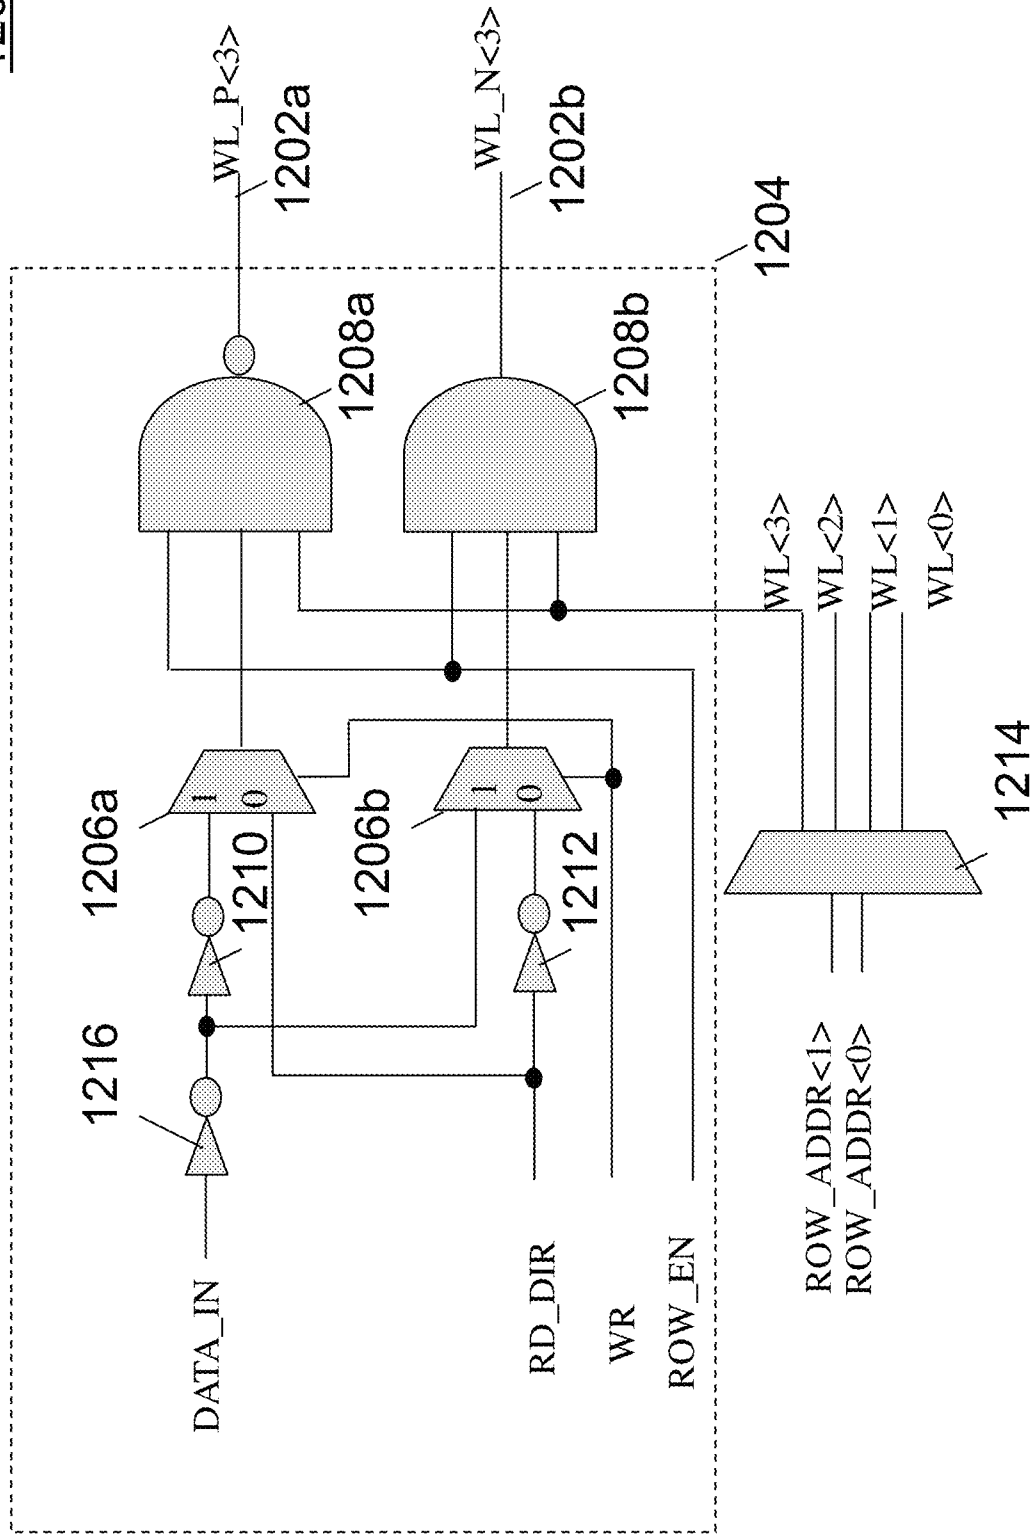 1216
1206a
DATA_IN
1
WL_P<3>
1210
0
1202a
1208a
1206b
1
WL_N<3>
0
RD_DIR
1202b
1212
WR
1208b
ROW_EN
1204
WL<3>
ROW_ADDR<1>
WL<2>
ROW_ADDR<0>
WL<1>
WL<0>
1214